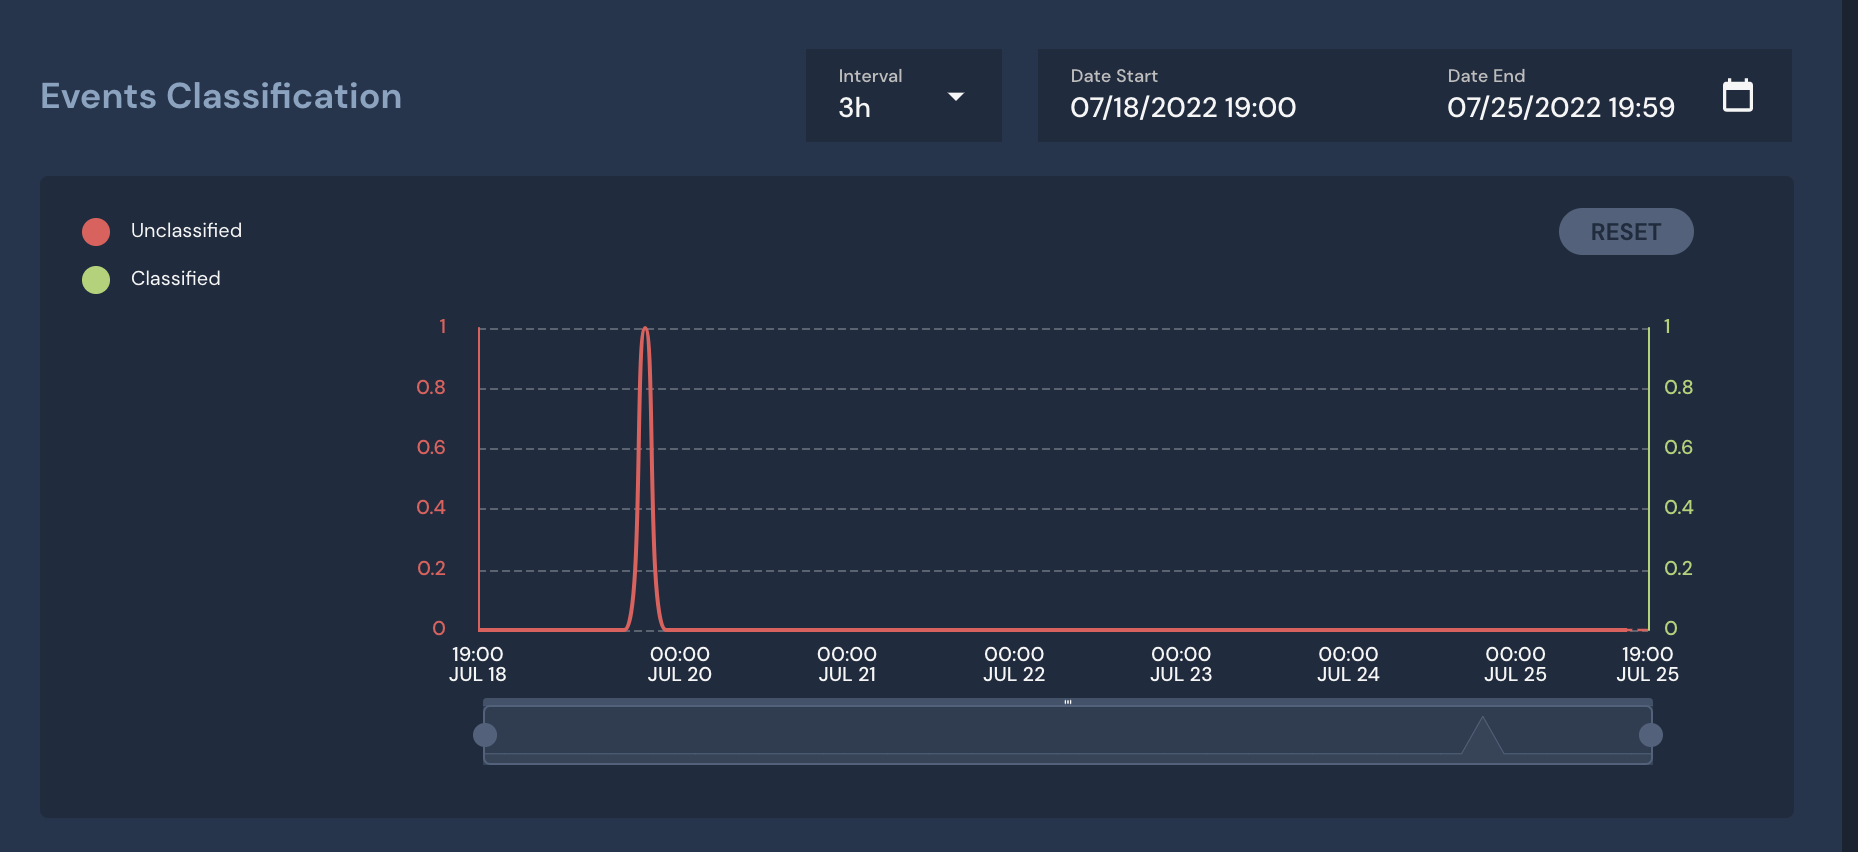 Events Classification
Interval
3h
Date Start
07/18/2022 19:00
Date End
07/25/2022 19:59
Unclassified
Classified
RESET
1
0.8
0.6
0.4
0.2
0
1
0.8
0.6
0.4
0.2
0
19:00
JUL 18
00:00
JUL 20
00:00
JUL 21
00:00
JUL 22
00:00
JUL 23
00:00
JUL 24
00:00
JUL 25
19:00
JUL 25